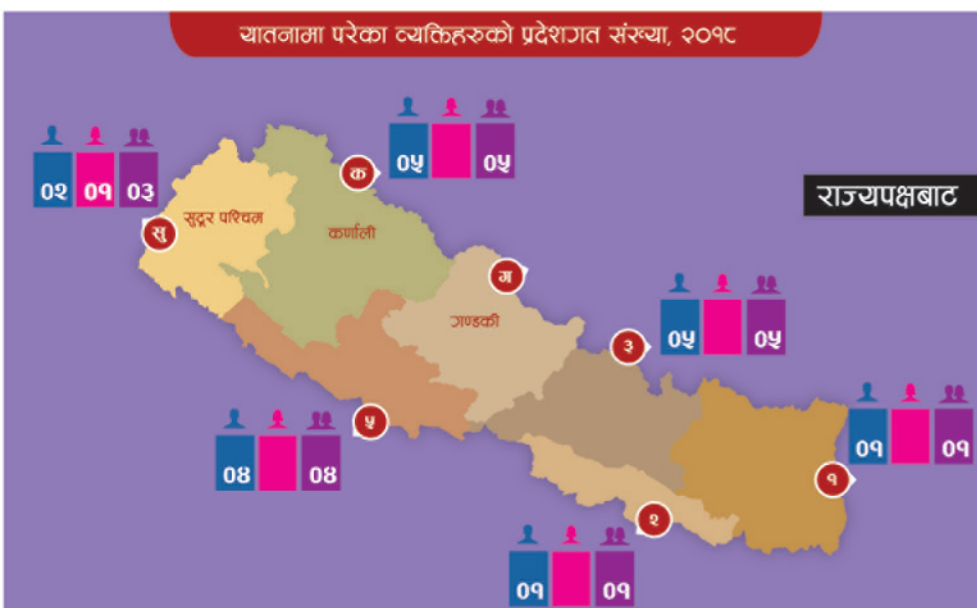 यातनामा परेका व्यक्तिहरुको प्रदेशगत संख्या, २०१८
०५ ०५
०२ ०१ ०३
क
राज्यपक्षबाट
सुदूर पश्चिम
सु
कर्णाली
ग
गण्डकी
०५ ०५
३
०१ ०१
५
०४ ०४
१
२
०१ ०१